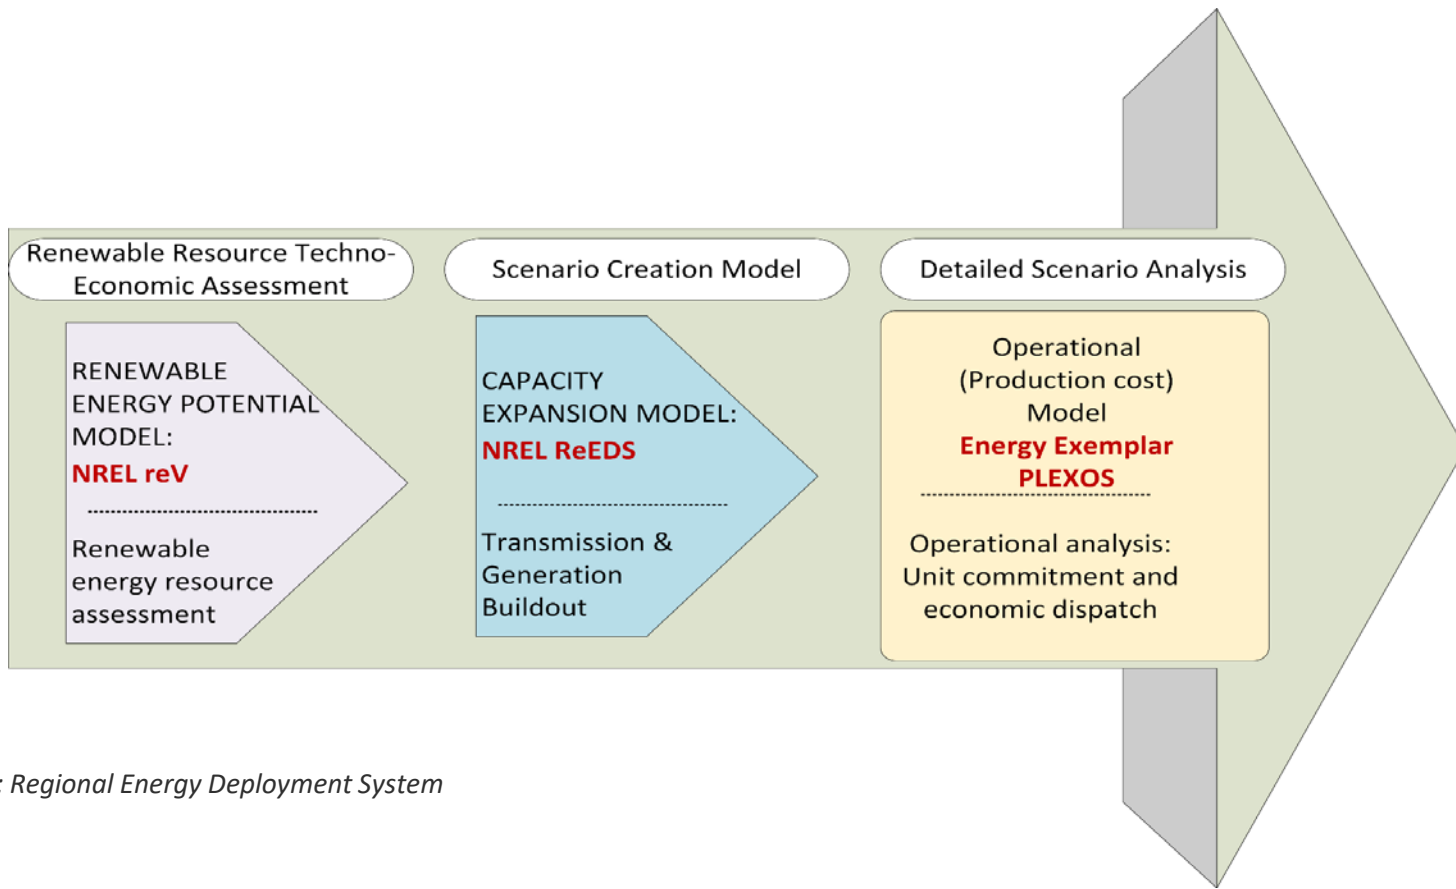 Renewable Resource Techno-
Economic Assessment
RENEWABLE
ENERGY POTENTIAL
MODEL:
NREL reV
Renewable
energy resource
assessment
Scenario Creation Model
CAPACITY
EXPANSION MODEL:
NREL ReEDS
Transmission &
Generation
Buildout
Detailed Scenario Analysis
Operational
(Production cost)
Model
Energy Exemplar
PLEXOS
Operational analysis:
Unit commitment and
economic dispatch
: Regional Energy Deployment System